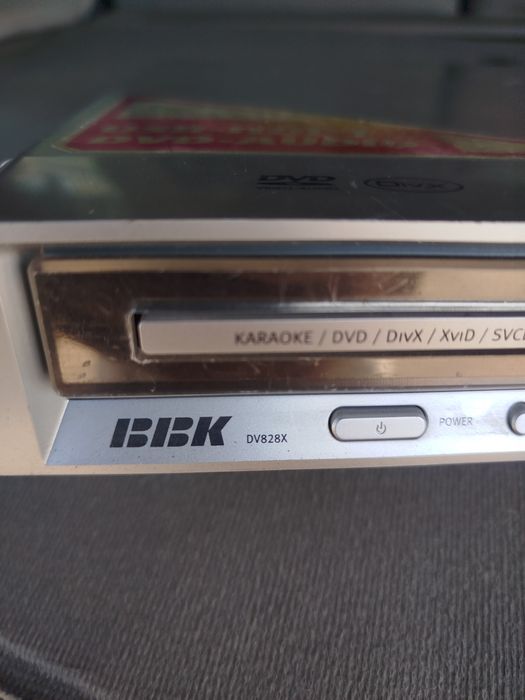 DVD
DIVX
KARAOKE / DVD / DIVX / XVID / SVCD
BBK DV828X POWER